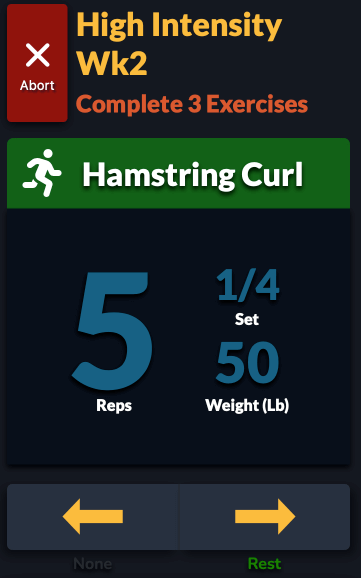 High Intensity
Wk2
Abort
Complete 3 Exercises
Hamstring Curl
5
Reps
1/4
Set
50
Weight (Lb)
None
Rest